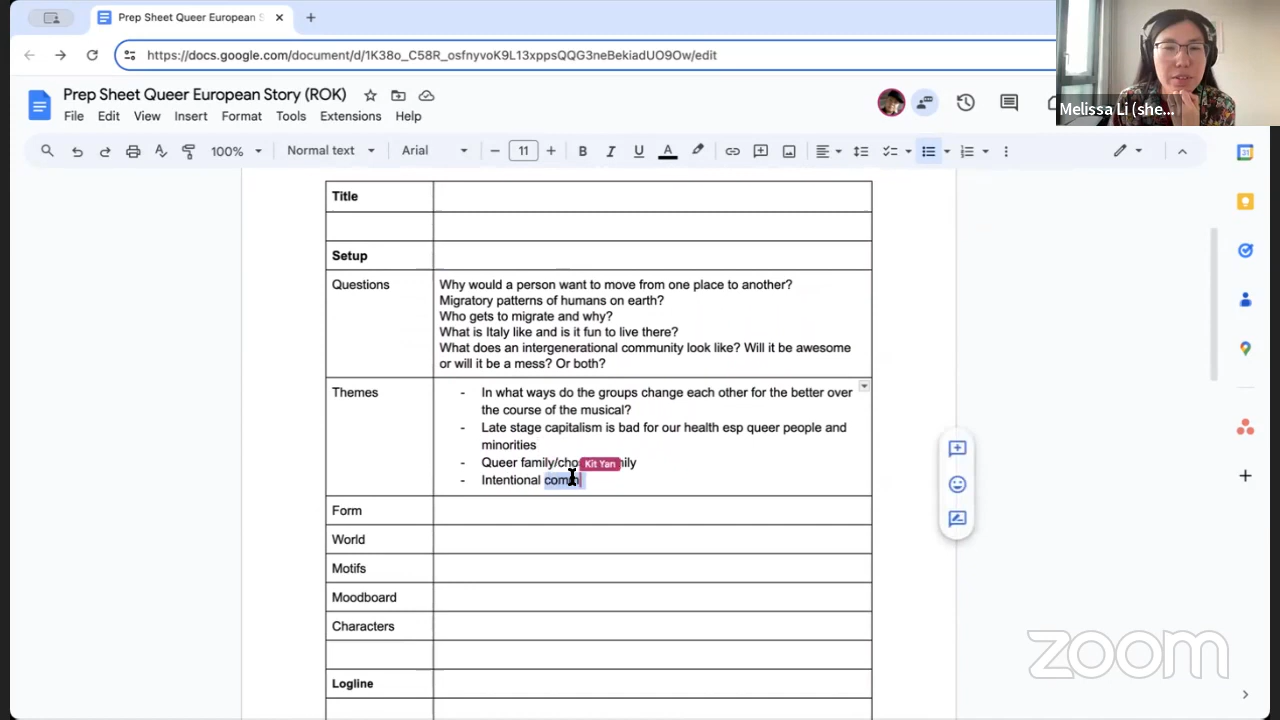 Prep Sheet Queer European S
https://docs.google.com/document/d/1K38o_C58R_osfnyvoK9L13xppsQQG3neBekiadUO9Ow/edit
Prep Sheet Queer European Story (ROK)
File Edit View Insert Format Tools Extensions Help
Melissa Li (she...
100% Normal text Arial 11 B I U A
Title
Setup
Questions
Why would a person want to move from one place to another?
Migratory patterns of humans on earth?
Who gets to migrate and why?
What is Italy like and is it fun to live there?
What does an intergenerational community look like? Will it be awesome
or will it be a mess? Or both?
Themes
- In what ways do the groups change each other for the better over
the course of the musical?
- Late stage capitalism is bad for our health esp queer people and
minorities
- Queer family/cho
Kit Yan
ily
- Intentional comm
Form
World
Motifs
Moodboard
Characters
Logline
zoom